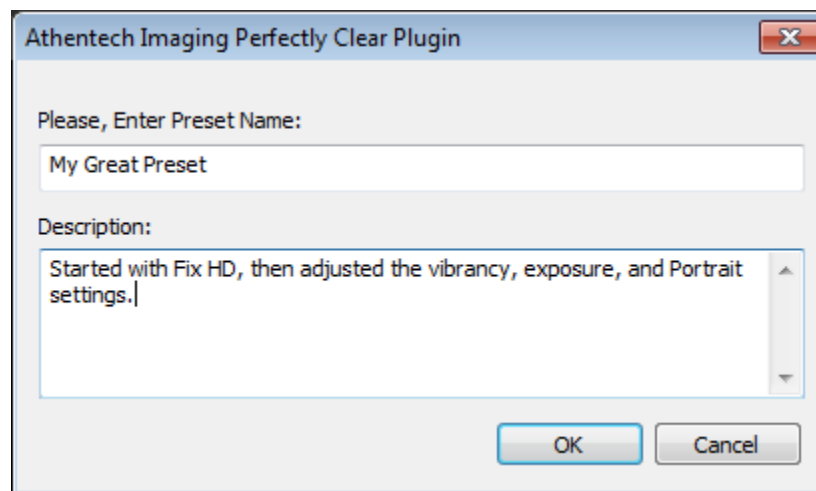 Athentech Imaging Perfectly Clear Plugin
Please, Enter Preset Name:
My Great Preset
Description:
Started with Fix HD, then adjusted the vibrancy, exposure, and Portrait
settings.
OK
Cancel